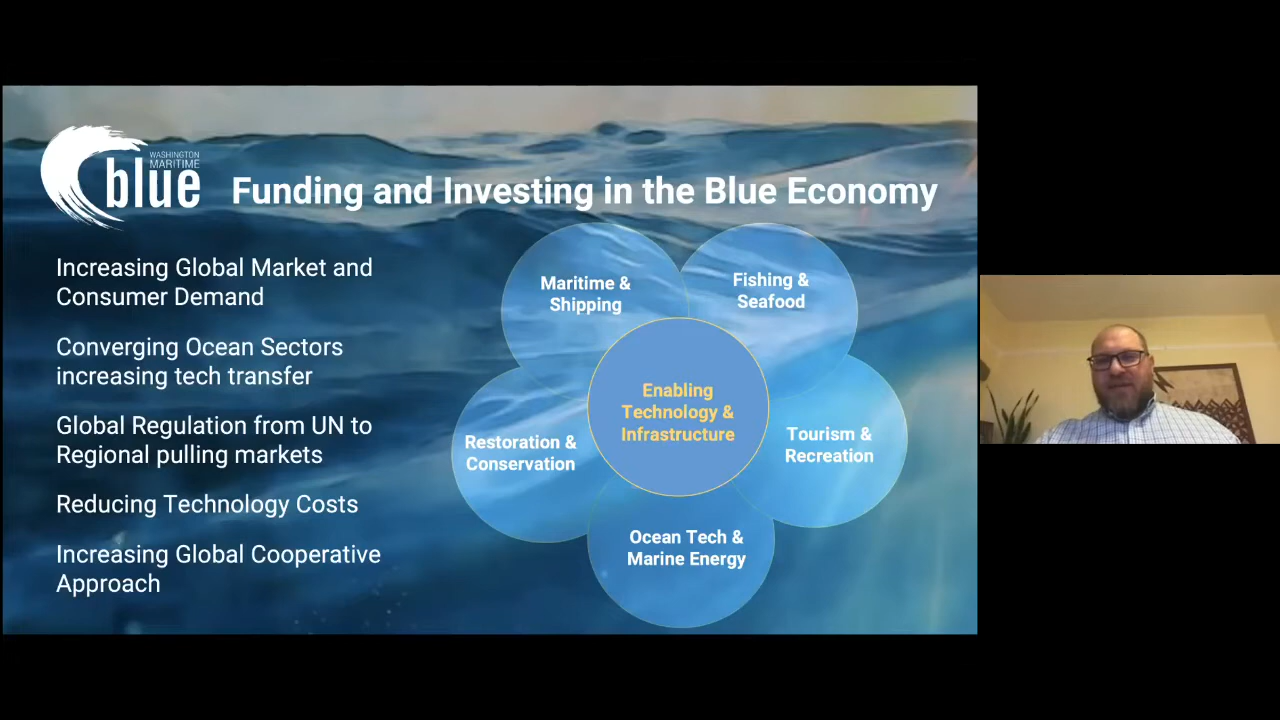 WASHINGTON
MARITIME
blue
Funding and Investing in the Blue Economy
Increasing Global Market and
Consumer Demand
Converging Ocean Sectors
increasing tech transfer
Global Regulation from UN to
Regional pulling markets
Reducing Technology Costs
Increasing Global Cooperative
Approach
Maritime &
Shipping
Fishing &
Seafood
Enabling
Technology &
Infrastructure
Restoration &
Conservation
Tourism &
Recreation
Ocean Tech &
Marine Energy